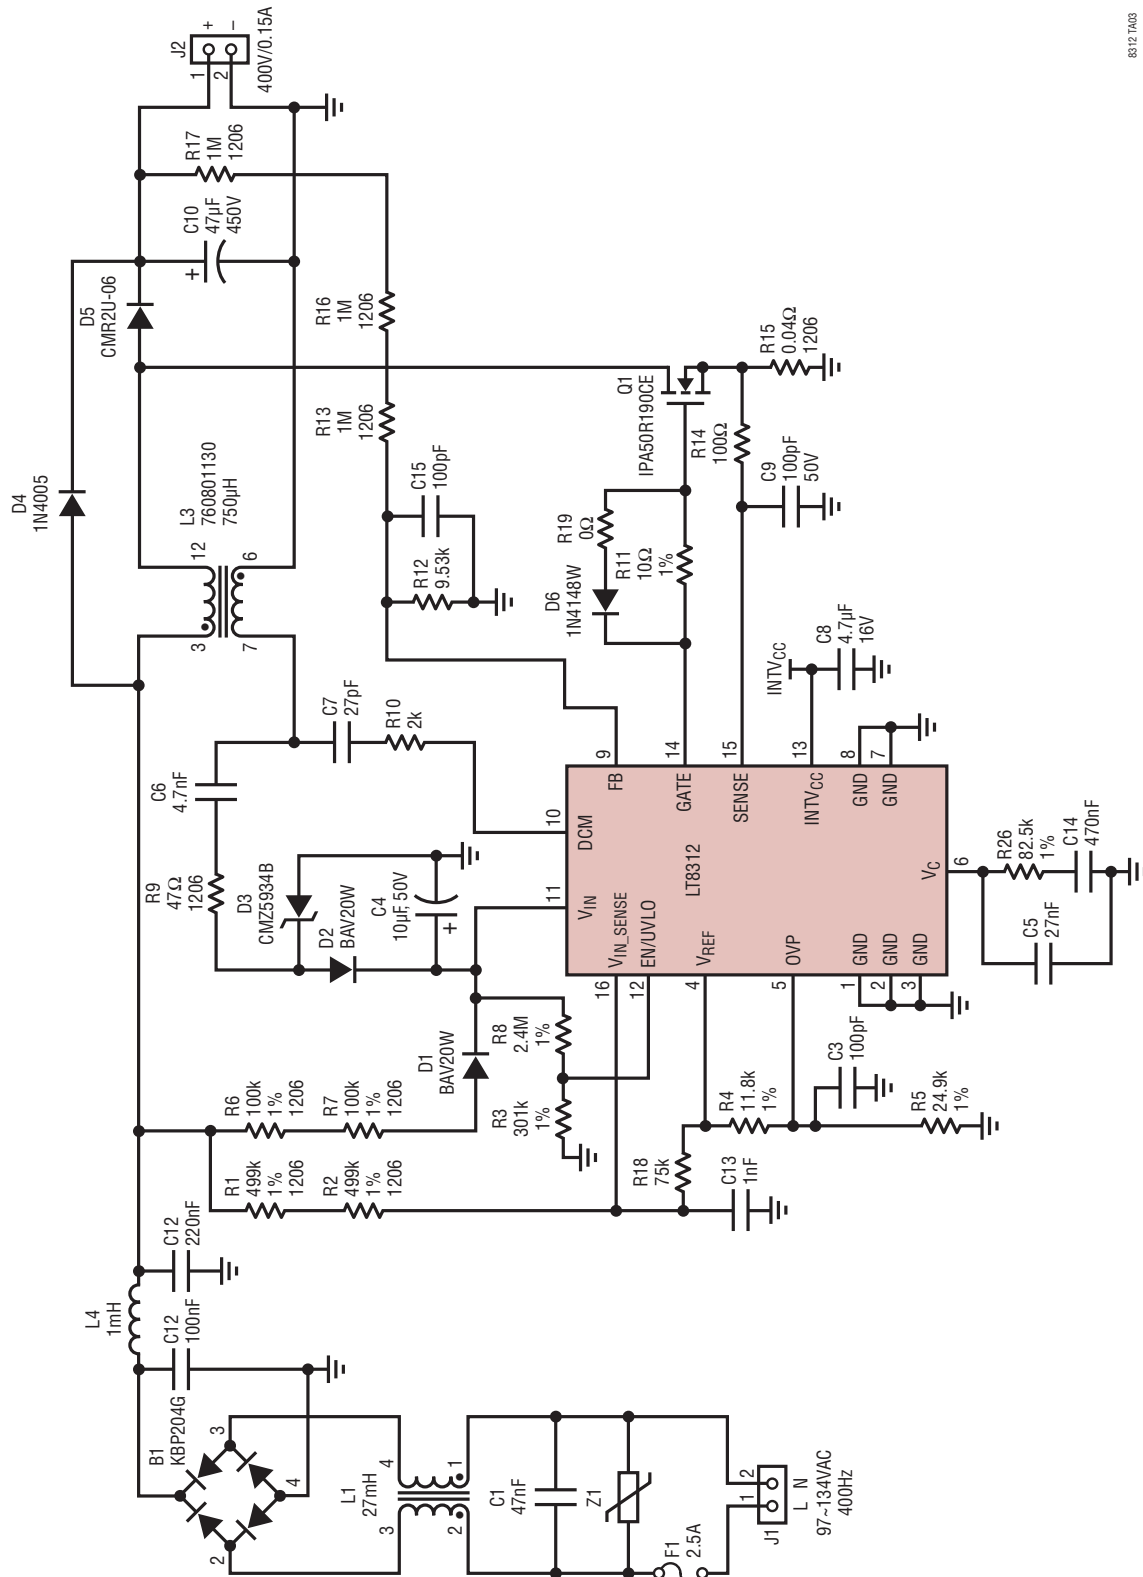 8312 TA03
J2
1
2
+
−
400V/0.15A
R17
1M
1206
C10
47µF
450V
+
D5
CMR2U-06
D4
1N4005
L3
760801130
750µH
12
3
6
7
R16
1M
1206
R13
1M
1206
C15
100pF
R12
9.53k
Q1
IPA50R190CE
R15
0.04Ω
1206
R14
100Ω
C9
100pF
50V
R19
0Ω
D6
1N4148W
R11
10Ω
1%
INTVCC
C8
4.7µF
16V
C7
27pF
R10
2k
C6
4.7nF
R9
47Ω
1206
D3
CMZ5934B
D2
BAV20W
C4
10µF, 50V
+
D1
BAV20W
R8
2.4M
1%
R3
301k
1%
R6
100k
1%
1206
R7
100k
1%
1206
R1
499k
1%
1206
R2
499k
1%
1206
LT8312
9
FB
14
GATE
15
SENSE
13
INTVCC
8
GND
7
GND
10
DCM
11
VIN
16
VIN_SENSE
12
EN/UVLO
4
VREF
5
OVP
1
GND
2
GND
3
GND
6
VC
R26
82.5k
1%
C14
470nF
C5
27nF
R18
75k
C13
1nF
R4
11.8k
1%
C3
100pF
R5
24.9k
1%
L4
1mH
C12
220nF
C12
100nF
B1
KBP204G
3
2
4
L1
27mH
3
4
2
1
C1
47nF
Z1
F1
2.5A
J1
1
2
L
N
97~134VAC
400Hz